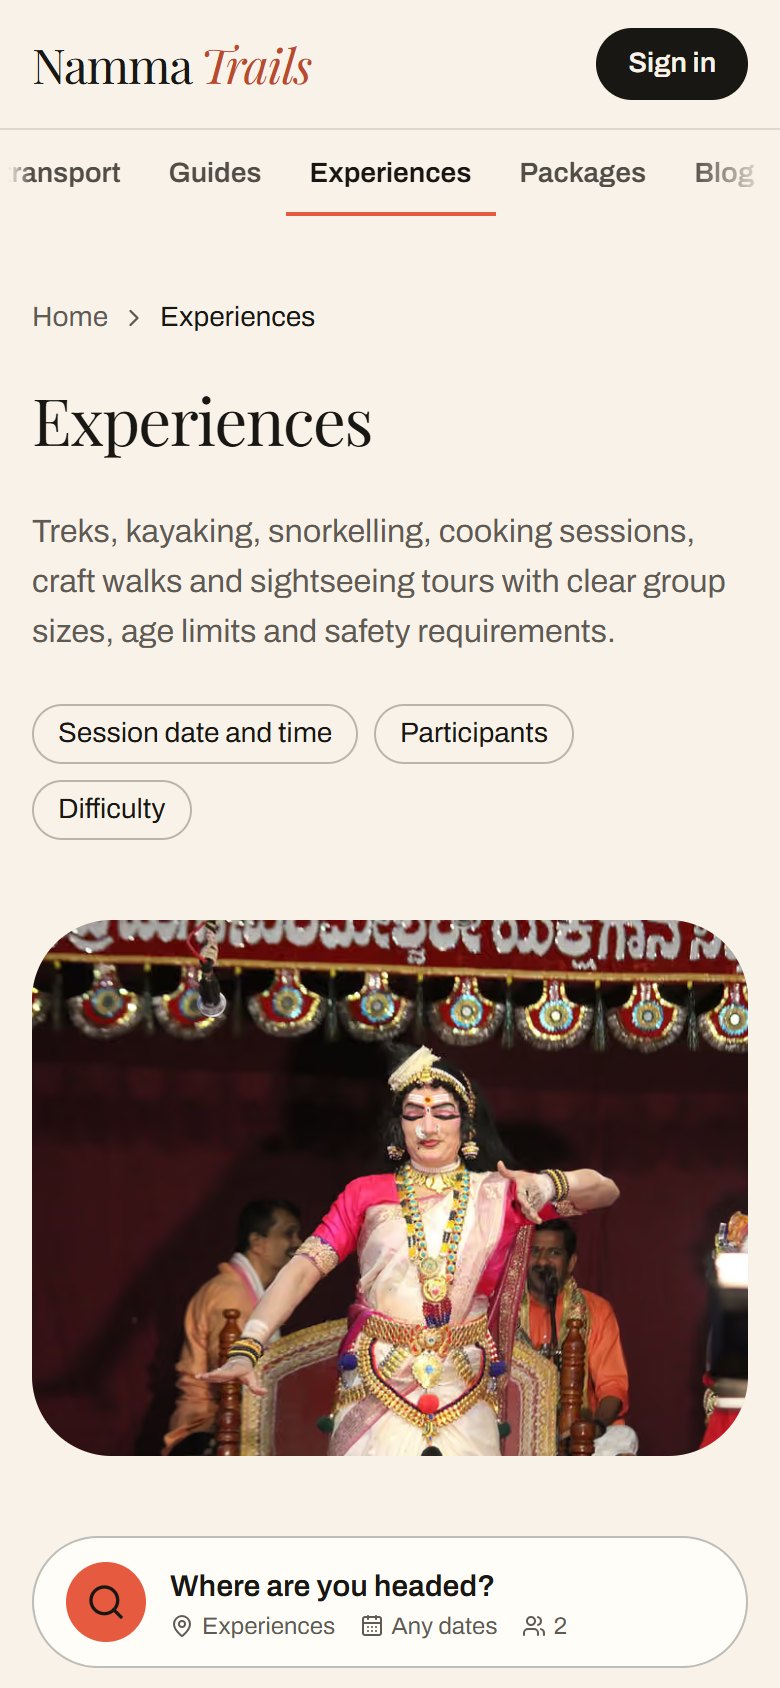 Namma Trails
Sign in
ransport Guides Experiences Packages Blog
Home > Experiences
Experiences
Treks, kayaking, snorkelling, cooking sessions,
craft walks and sightseeing tours with clear group
sizes, age limits and safety requirements.
Session date and time Participants
Difficulty
Where are you headed?
Experiences Any dates 2